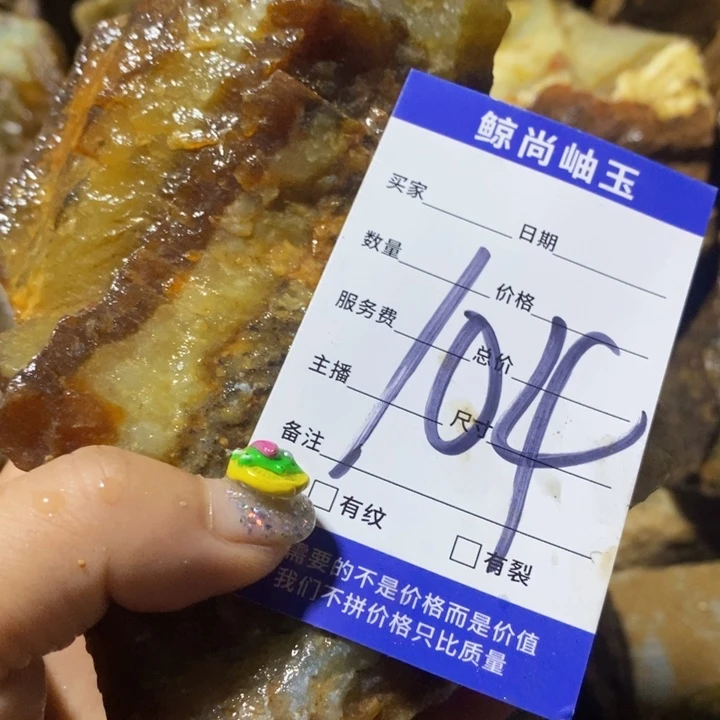 鲸尚岫玉
买家 日期
数量 价格
服务费 总价
主播 尺寸
备注
104
有纹 有裂
需要的不是价格而是价值
我们不拼价格只比质量